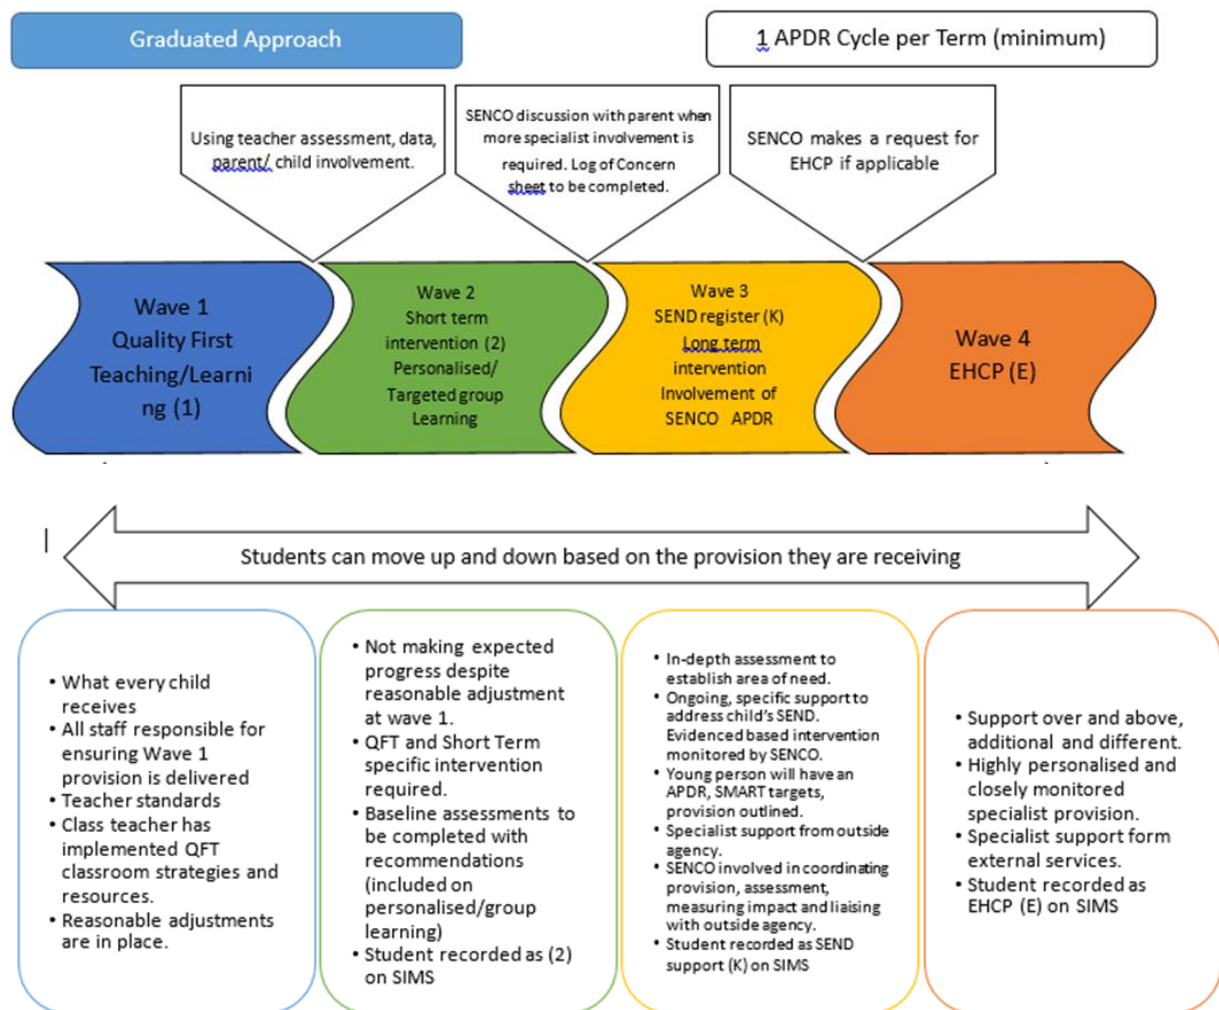 Graduated Approach
1 APDR Cycle per Term (minimum)
Using teacher assessment, data,
parent/ child involvement.
SENCO discussion with parent when
more specialist involvement is
required. Log of Concern
sheet to be completed.
SENCO makes a request for
EHCP if applicable
Wave 1
Quality First
Teaching/Learni
ng (1)
Wave 2
Short term
intervention (2)
Personalised/
Targeted group
Learning
Wave 3
SEND register (K)
Long term
intervention
Involvement of
SENCO APDR
Wave 4
EHCP (E)
Students can move up and down based on the provision they are receiving
• What every child
receives
• All staff responsible for
ensuring Wave 1
provision is delivered
• Teacher standards
• Class teacher has
implemented QFT
classroom strategies and
resources.
• Reasonable adjustments
are in place.
• Not making expected
progress despite
reasonable adjustment
at wave 1.
• QFT and Short Term
specific intervention
required.
• Baseline assessments to
be completed with
recommendations
(included on
personalised/group
learning)
• Student recorded as (2)
on SIMS
• In-depth assessment to
establish area of need.
• Ongoing, specific support to
address child's SEND.
Evidenced based intervention
monitored by SENCO.
• Young person will have an
APDR, SMART targets,
provision outlined.
• Specialist support from outside
agency.
• SENCO involved in coordinating
provision, assessment,
measuring impact and liaising
with outside agency.
• Student recorded as SEND
support (K) on SIMS
• Support over and above,
additional and different.
• Highly personalised and
closely monitored
specialist provision.
• Specialist support form
external services.
• Student recorded as
EHCP (E) on SIMS